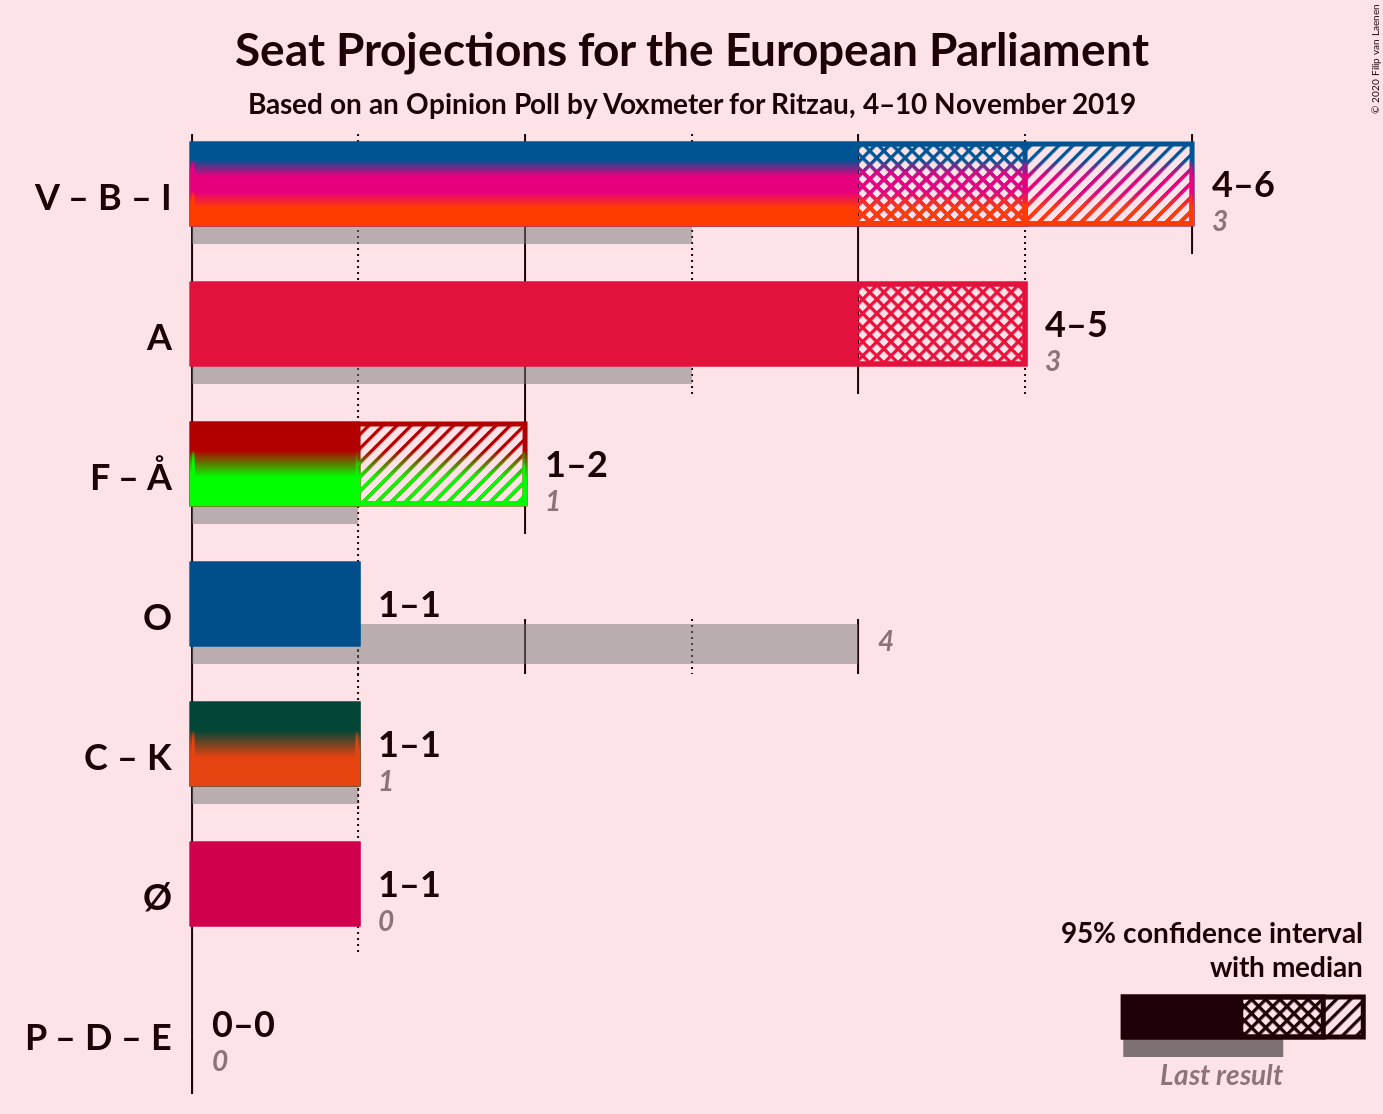 Seat Projections for the European Parliament
Based on an Opinion Poll by Voxmeter for Ritzau, 4–10 November 2019
© 2020 Filip van Laenen
V – B – I
4–6
3
A
4–5
3
F – Å
1–2
1
O
1–1
4
C – K
1–1
1
Ø
1–1
0
P – D – E
0–0
0
95% confidence interval
with median
Last result